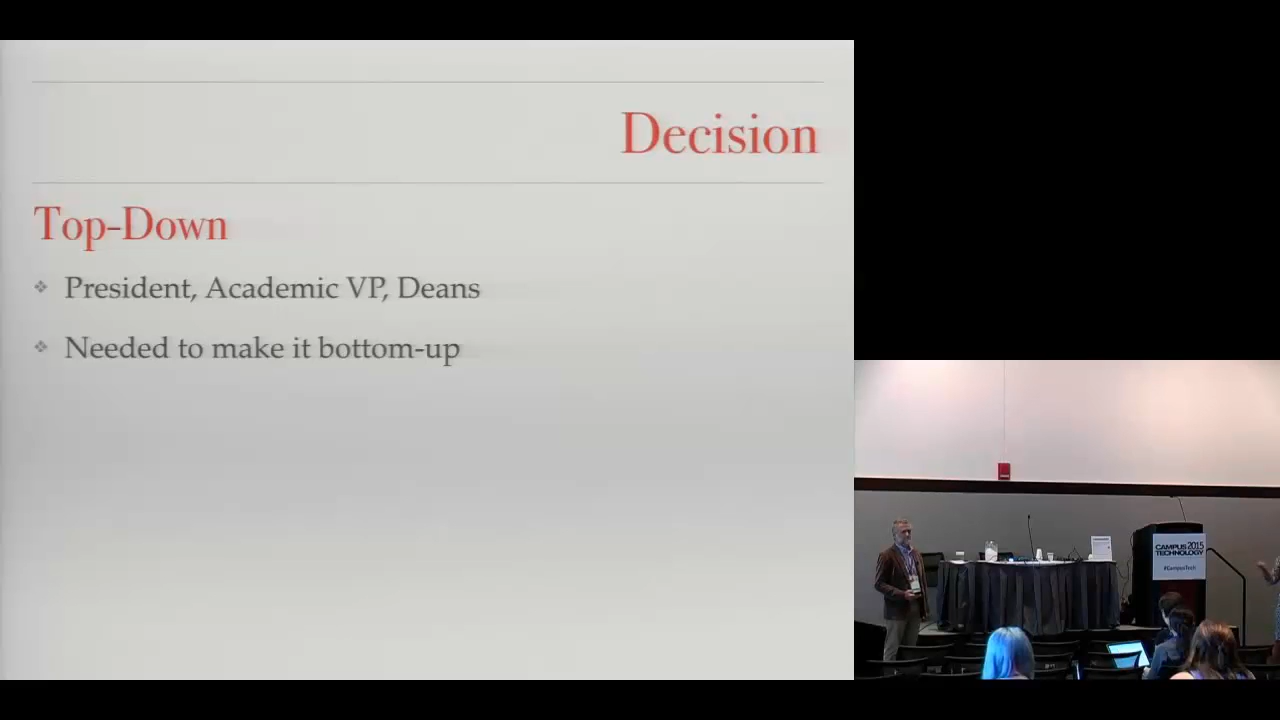 Decision
Top-Down
President, Academic VP, Deans
Needed to make it bottom-up
CAMPUS 2015
TECHNOLOGY
#CampusTech